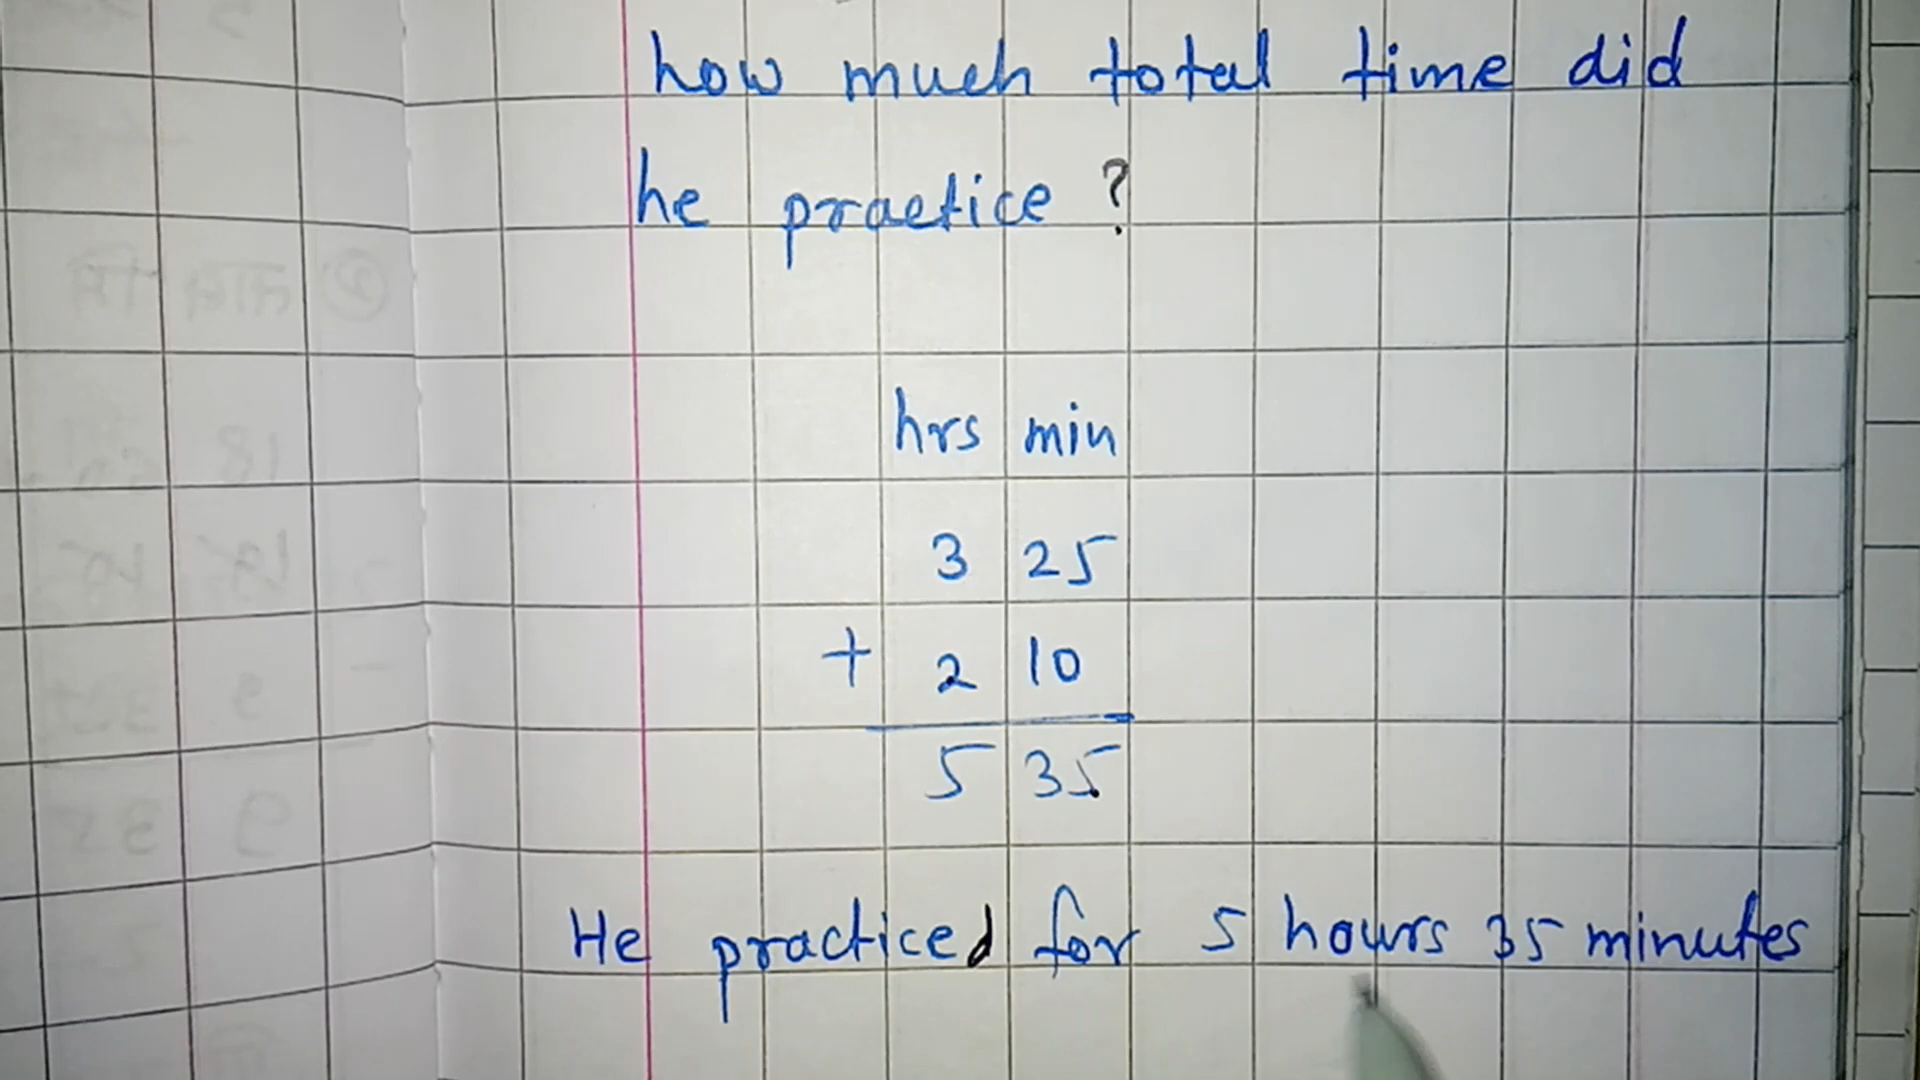 how much total time did
he practice ?
hrs min
3 25
+ 2 10
5 35
He practiced for 5 hours 35 minutes